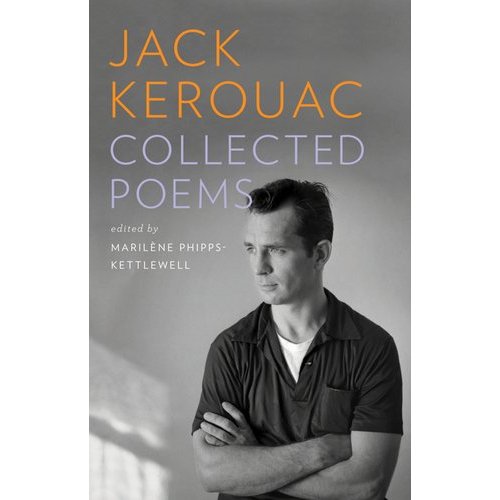 JACK
KEROUAC
COLLECTED
POEMS
edited by
MARILÈNE PHIPPS-
KETTLEWELL